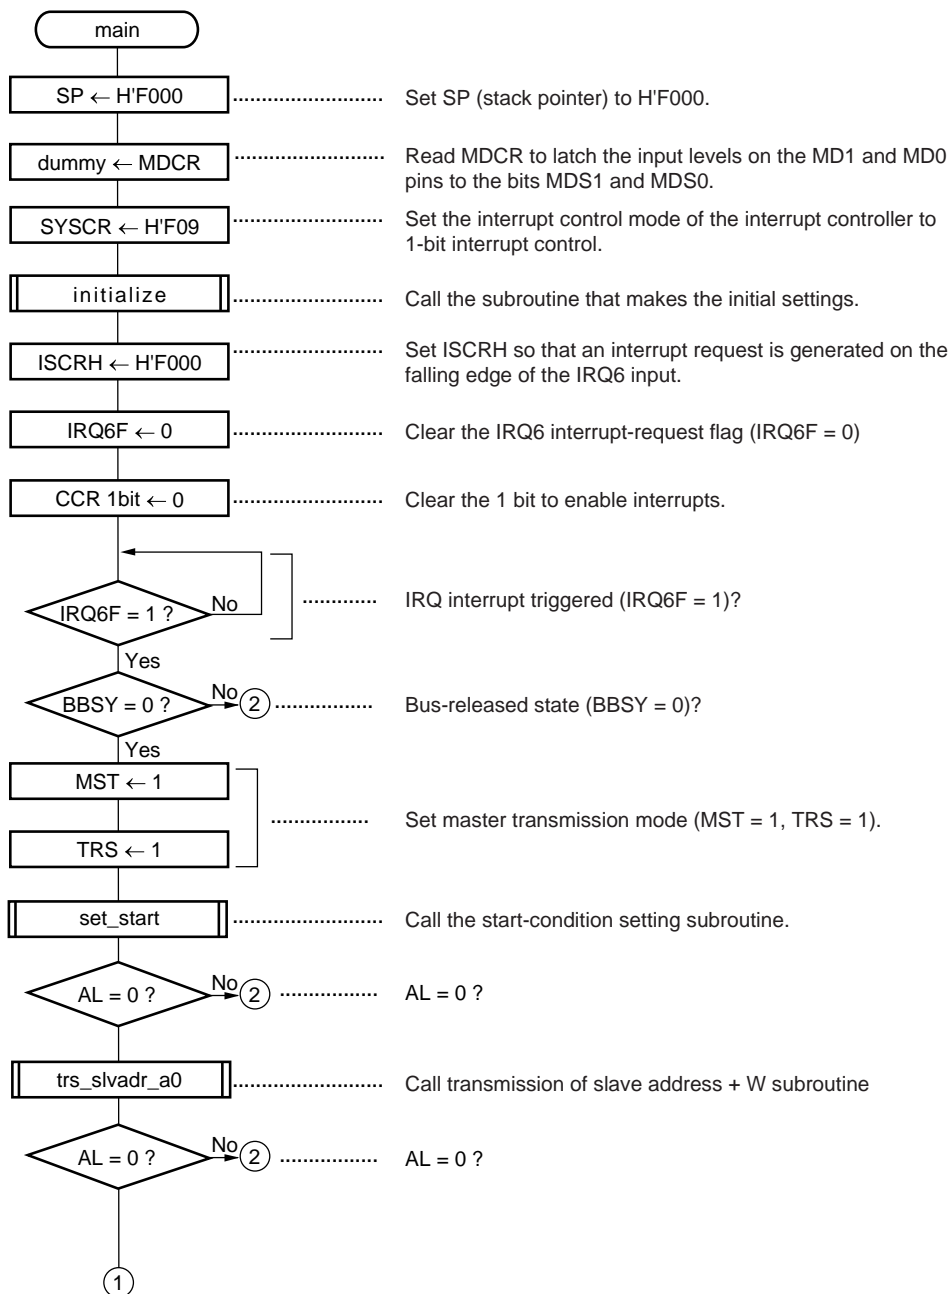 main
SP ← H'F000
Set SP (stack pointer) to H'F000.
dummy ← MDCR
Read MDCR to latch the input levels on the MD1 and MD0
pins to the bits MDS1 and MDS0.
SYSCR ← H'F09
Set the interrupt control mode of the interrupt controller to
1-bit interrupt control.
initialize
Call the subroutine that makes the initial settings.
ISCRH ← H'F000
Set ISCRH so that an interrupt request is generated on the
falling edge of the IRQ6 input.
IRQ6F ← 0
Clear the IRQ6 interrupt-request flag (IRQ6F = 0)
CCR 1bit ← 0
Clear the 1 bit to enable interrupts.
IRQ6F = 1 ?
No
IRQ interrupt triggered (IRQ6F = 1)?
Yes
BBSY = 0 ?
No
2
Bus-released state (BBSY = 0)?
Yes
MST ← 1
Set master transmission mode (MST = 1, TRS = 1).
TRS ← 1
set_start
Call the start-condition setting subroutine.
AL = 0 ?
No
2
AL = 0 ?
trs_slvadr_a0
Call transmission of slave address + W subroutine
AL = 0 ?
No
2
AL = 0 ?
1